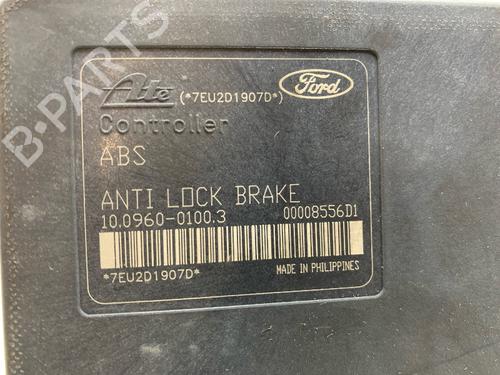 Ate (*7EU2D1907D*) Ford
Controller
ABS
ANTI LOCK BRAKE
10.0960-0100.3 00008556D1
*7EU2D1907D* MADE IN PHILIPPINES
B-PARTS